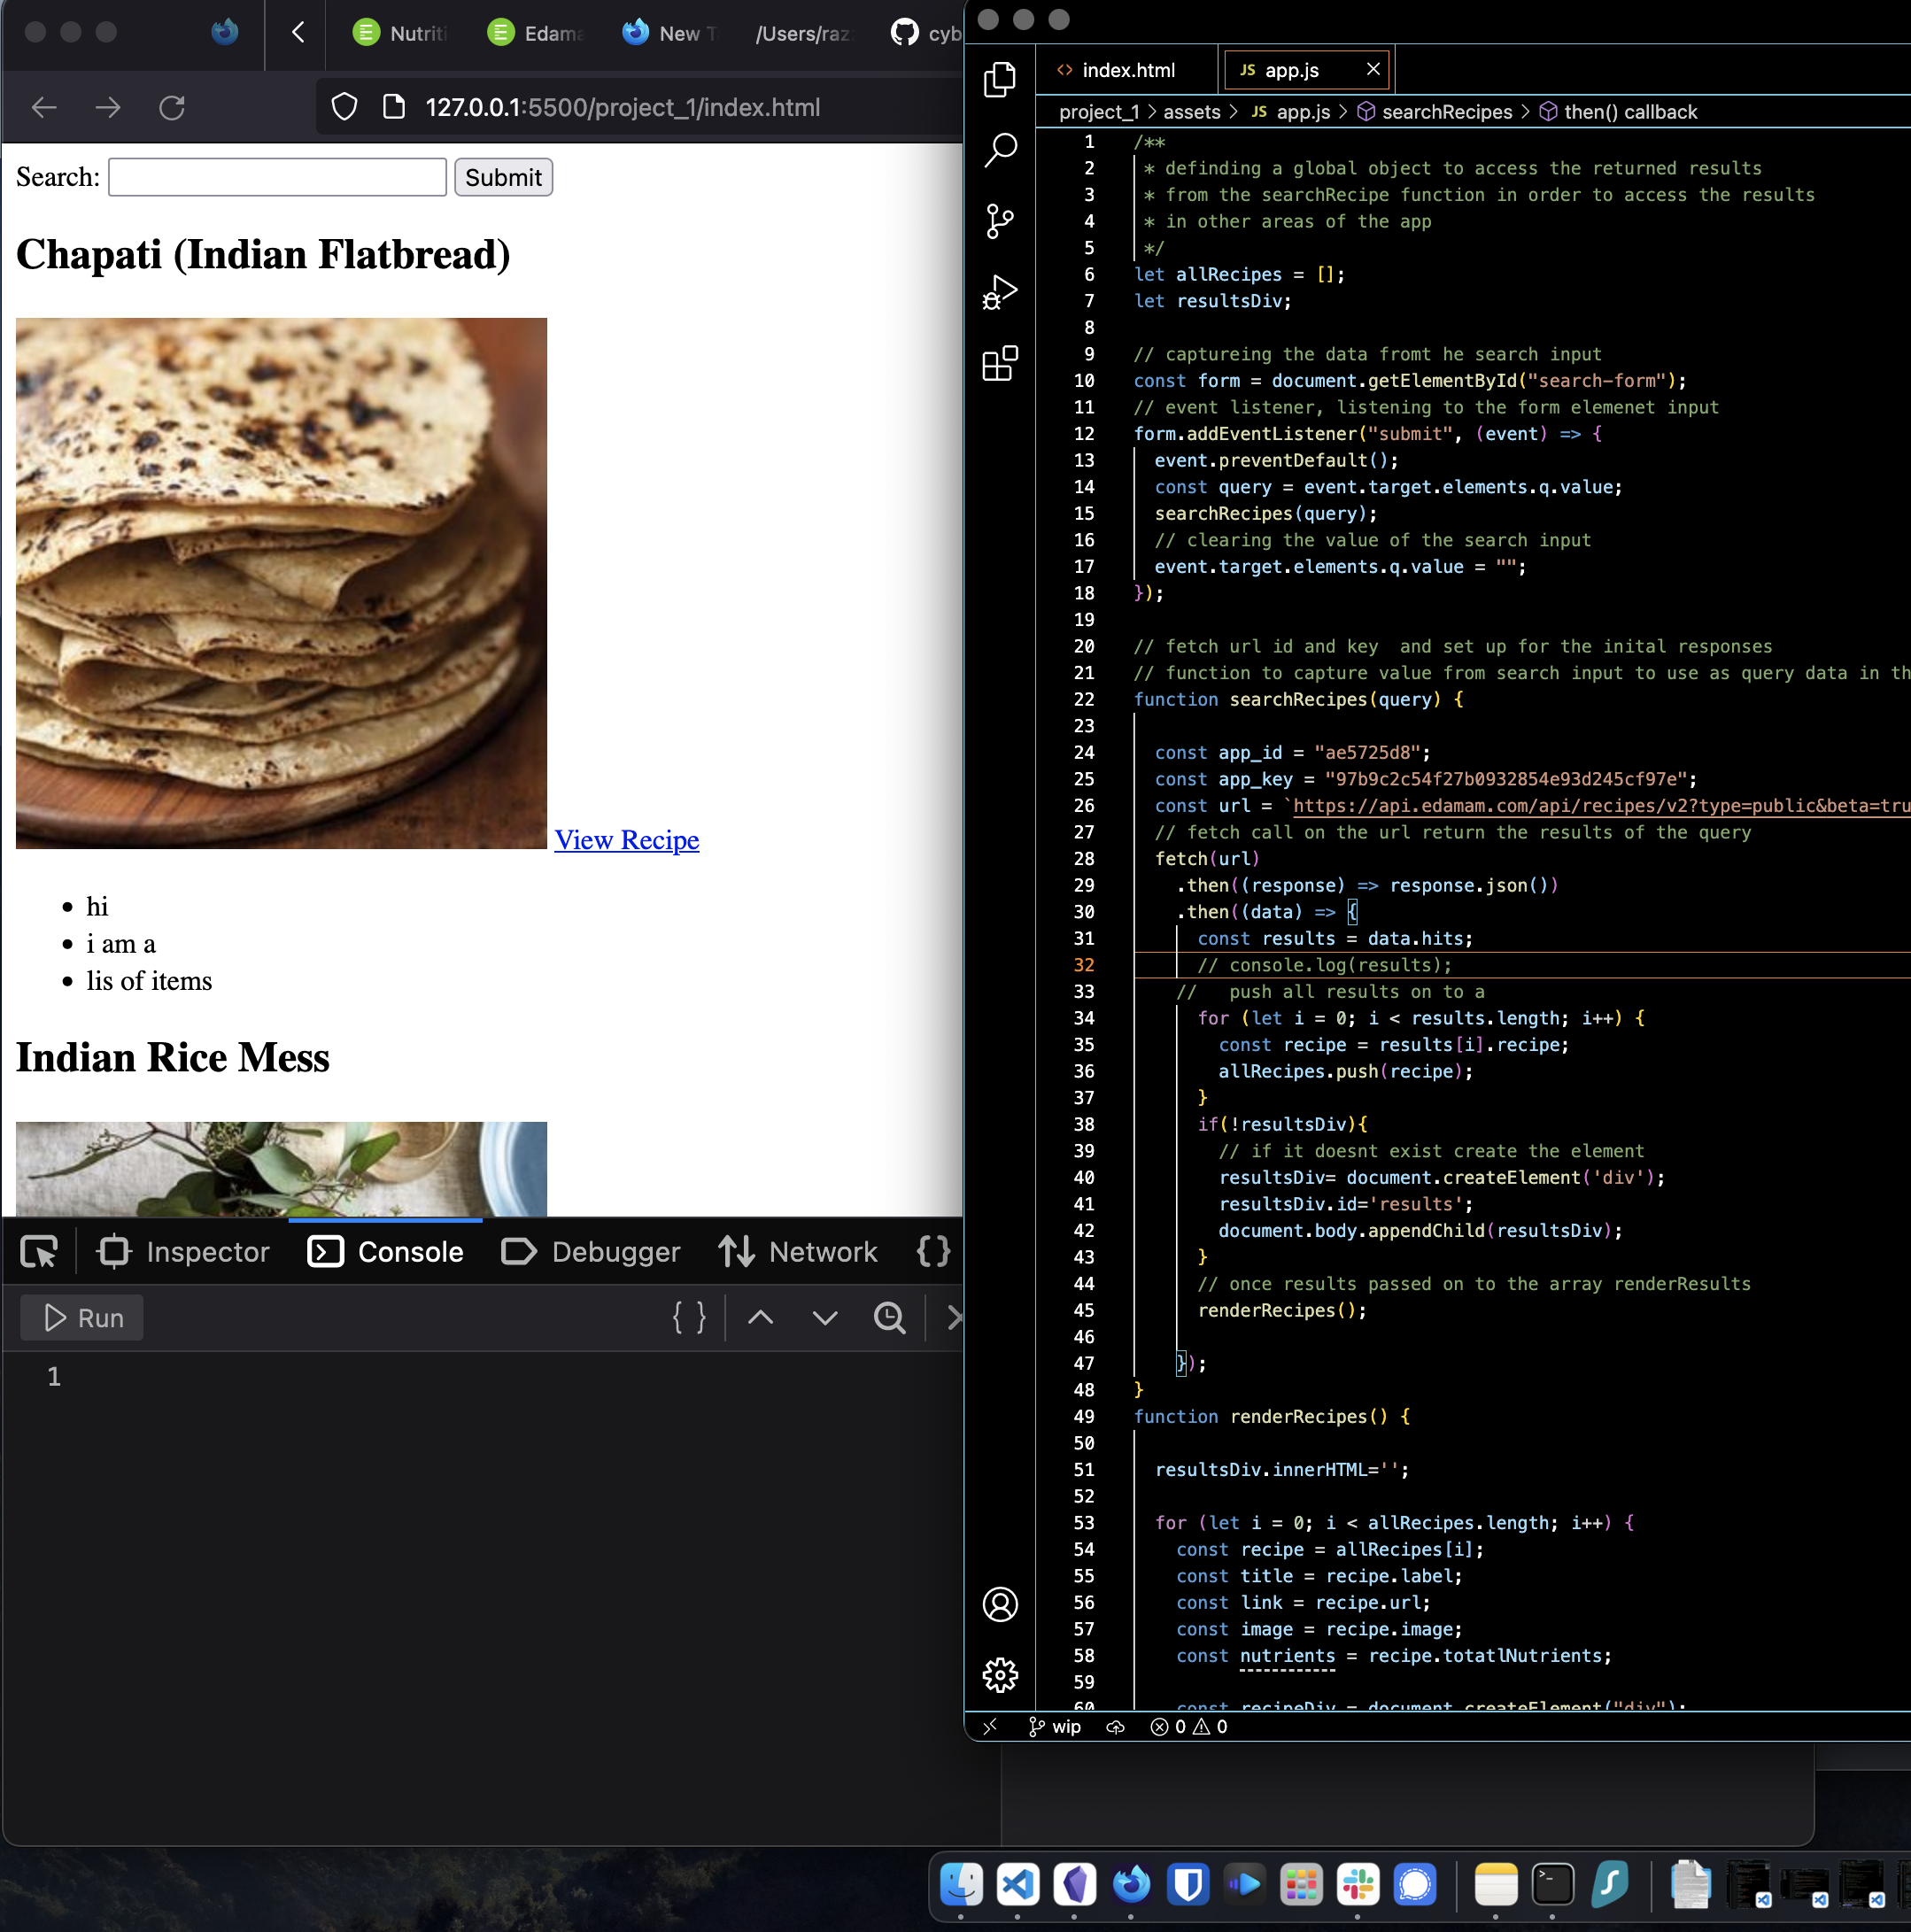 Nutriti
Edama
New T
/Users/raz
cyb
127.0.0.1:5500/project_1/index.html
Search:
Submit
Chapati (Indian Flatbread)
View Recipe
hi
i am a
lis of items
Indian Rice Mess
Inspector
Console
Debugger
Network
{}
Run
{ }
1
index.html
JS app.js
project_1 > assets > JS app.js > searchRecipes > then() callback
1 /**
2 * definding a global object to access the returned results
3 * from the searchRecipe function in order to access the results
4 * in other areas of the app
5 */
6 let allRecipes = [];
7 let resultsDiv;
8
9 // captureing the data fromt he search input
10 const form = document.getElementById("search-form");
11 // event listener, listening to the form elemenet input
12 form.addEventListener("submit", (event) => {
13 event.preventDefault();
14 const query = event.target.elements.q.value;
15 searchRecipes(query);
16 // clearing the value of the search input
17 event.target.elements.q.value = "";
18 });
19
20 // fetch url id and key  and set up for the inital responses
21 // function to capture value from search input to use as query data in th
22 function searchRecipes(query) {
23
24 const app_id = "ae5725d8";
25 const app_key = "97b9c2c54f27b0932854e93d245cf97e";
26 const url = `https://api.edamam.com/api/recipes/v2?type=public&beta=tru
27 // fetch call on the url return the results of the query
28 fetch(url)
29 .then((response) => response.json())
30 .then((data) => {
31 const results = data.hits;
32 // console.log(results);
33 //   push all results on to a
34 for (let i = 0; i < results.length; i++) {
35 const recipe = results[i].recipe;
36 allRecipes.push(recipe);
37 }
38 if(!resultsDiv){
39 // if it doesnt exist create the element
40 resultsDiv= document.createElement('div');
41 resultsDiv.id='results';
42 document.body.appendChild(resultsDiv);
43 }
44 // once results passed on to the array renderResults
45 renderRecipes();
46
47 });
48 }
49 function renderRecipes() {
50
51 resultsDiv.innerHTML='';
52
53 for (let i = 0; i < allRecipes.length; i++) {
54 const recipe = allRecipes[i];
55 const title = recipe.label;
56 const link = recipe.url;
57 const image = recipe.image;
58 const nutrients = recipe.totatlNutrients;
59
60 const recipeDiv = document.createElement("div");
wip
0
0